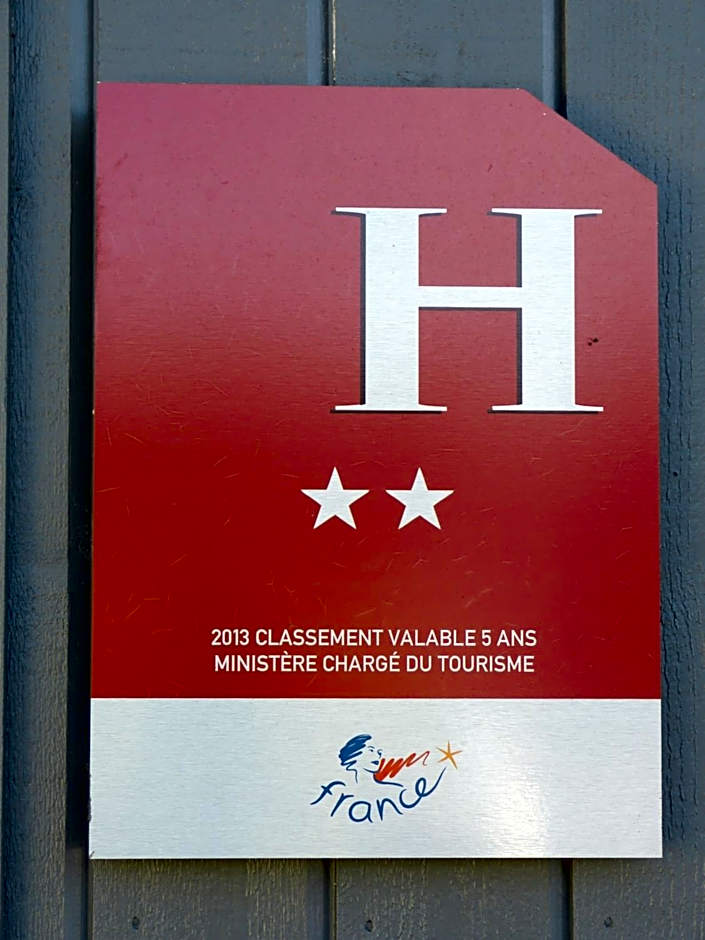 H
2013 CLASSEMENT VALABLE 5 ANS
MINISTÈRE CHARGÉ DU TOURISME
france